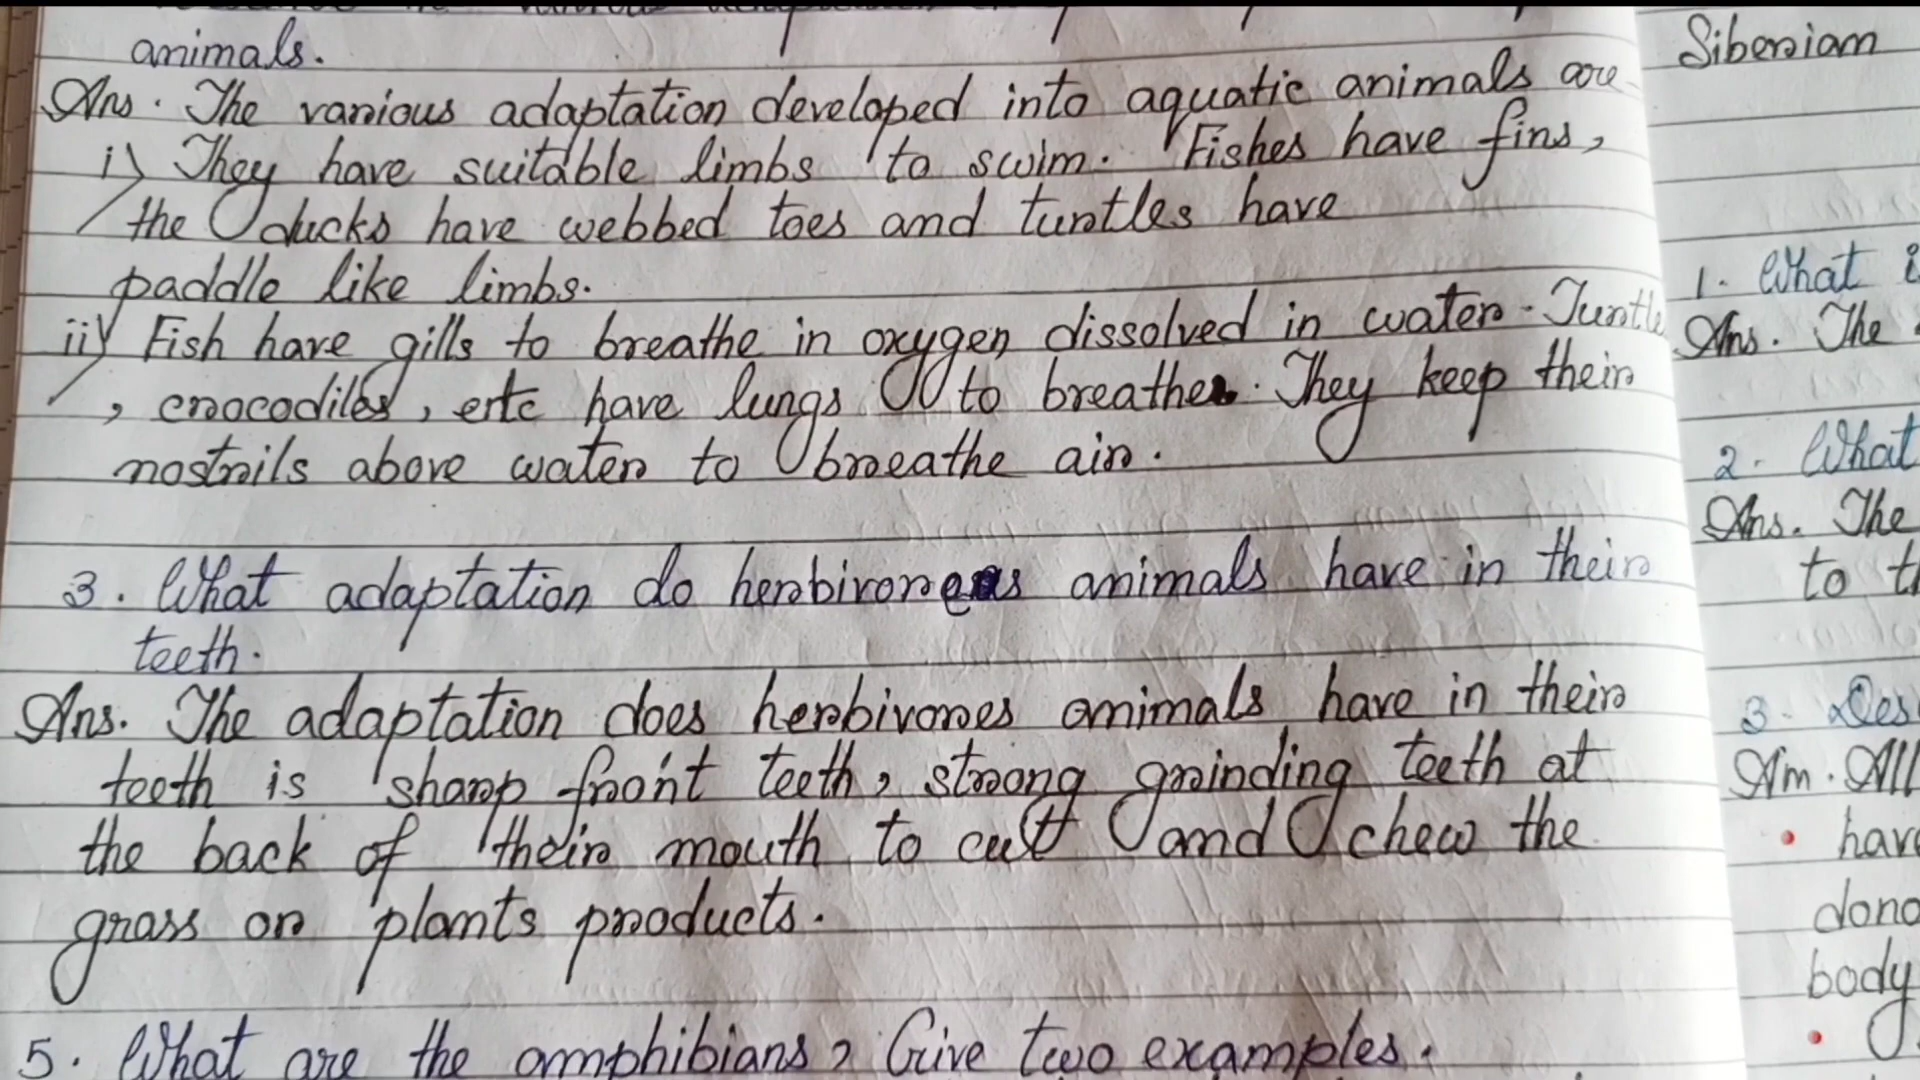 animals.
Ans. The various adaptation developed into aquatic animals are
i) They have suitable limbs to swim. Fishes have fins,
the ducks have webbed toes and turtles have
paddle like limbs.
ii) Fish have gills to breathe in oxygen dissolved in water. Turtle
, crocodiles, etc have lungs to breathe. They keep their
nostrils above water to breathe air.
3. What adaptation do herbivores animals have in their
teeth.
Ans. The adaptation does herbivores animals have in their
teeth is sharp front teeth, strong grinding teeth at
the back of their mouth to cut and chew the
grass or plants products.
5. What are the amphibians? Give two examples.
Siberian
1. What i
Ans. The
2. What
Ans. The
to th
3. Des
An. All
• have
body